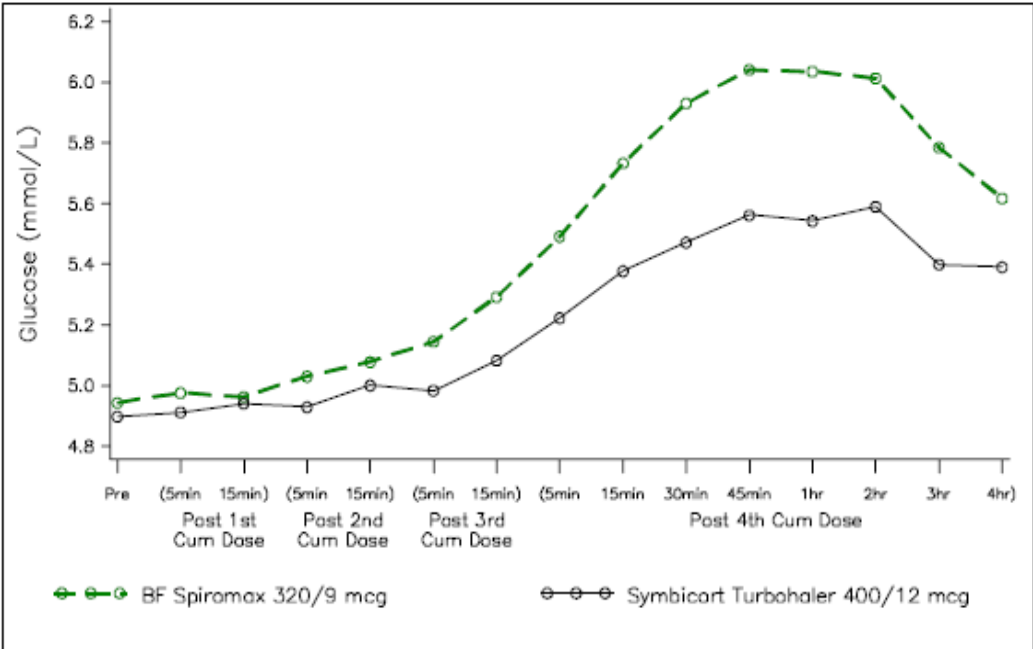 6.2
6.0
5.8
5.6
5.4
5.2
5.0
4.8
Glucose (mmol/L)
Pre (5min 15min) (5min 15min) (5min 15min) (5min 15min 30min 45min 1hr 2hr 3hr 4hr)
Post 1st Post 2nd Post 3rd Post 4th Cum Dose
Cum Dose Cum Dose Cum Dose
BF Spiromax 320/9 mcg Symbicort Turbohaler 400/12 mcg